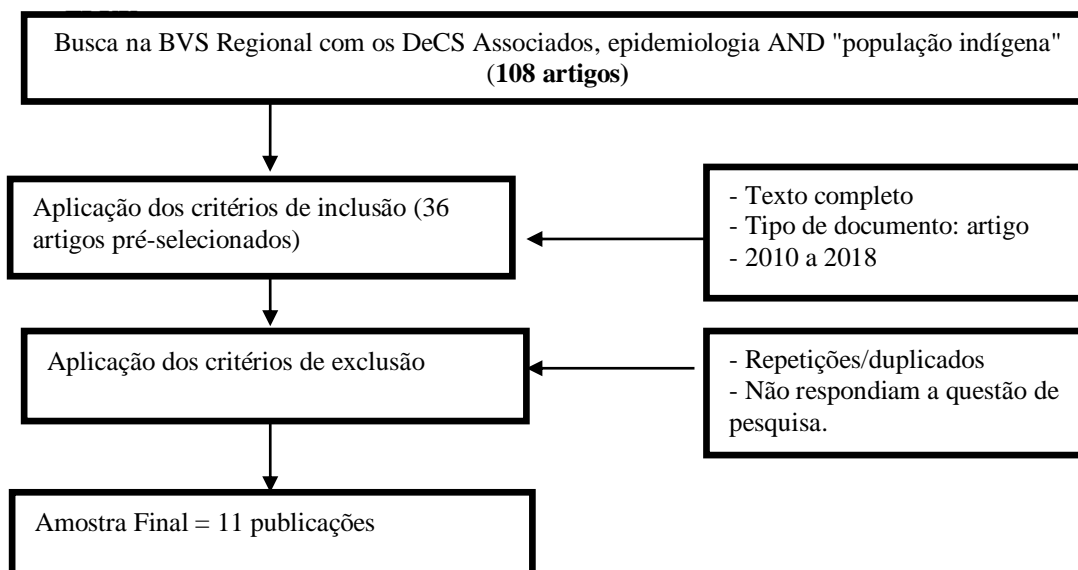 Busca na BVS Regional com os DeCS Associados, epidemiologia AND "população indígena"
(108 artigos)
Aplicação dos critérios de inclusão (36
artigos pré-selecionados)
- Texto completo
- Tipo de documento: artigo
- 2010 a 2018
Aplicação dos critérios de exclusão
- Repetições/duplicados
- Não respondiam a questão de
pesquisa.
Amostra Final = 11 publicações